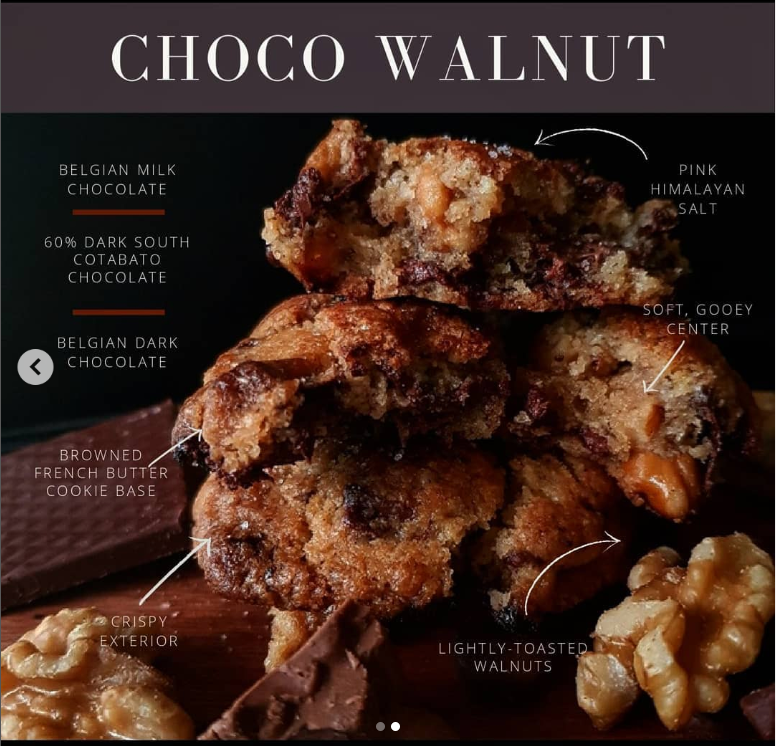 CHOCO WALNUT
BELGIAN MILK
CHOCOLATE
60% DARK SOUTH
COTABATO
CHOCOLATE
BELGIAN DARK
CHOCOLATE
BROWNED
FRENCH BUTTER
COOKIE BASE
CRISPY
EXTERIOR
PINK
HIMALAYAN
SALT
SOFT, GOOEY
CENTER
LIGHTLY-TOASTED
WALNUTS